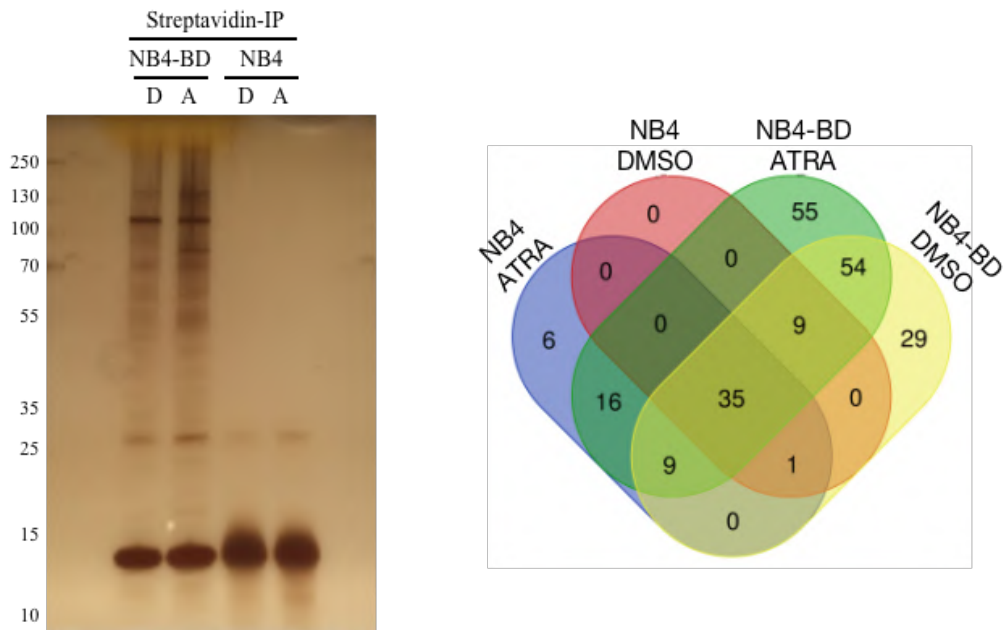 Streptavidin-IP
NB4-BD NB4
D A D A
250
130
100
70
55
35
25
15
10
NB4
DMSO
NB4-BD
ATRA
NB4
ATRA
NB4-BD
DMSO
0
55
0
0
54
6
0
9
29
16
35
0
9
1
0